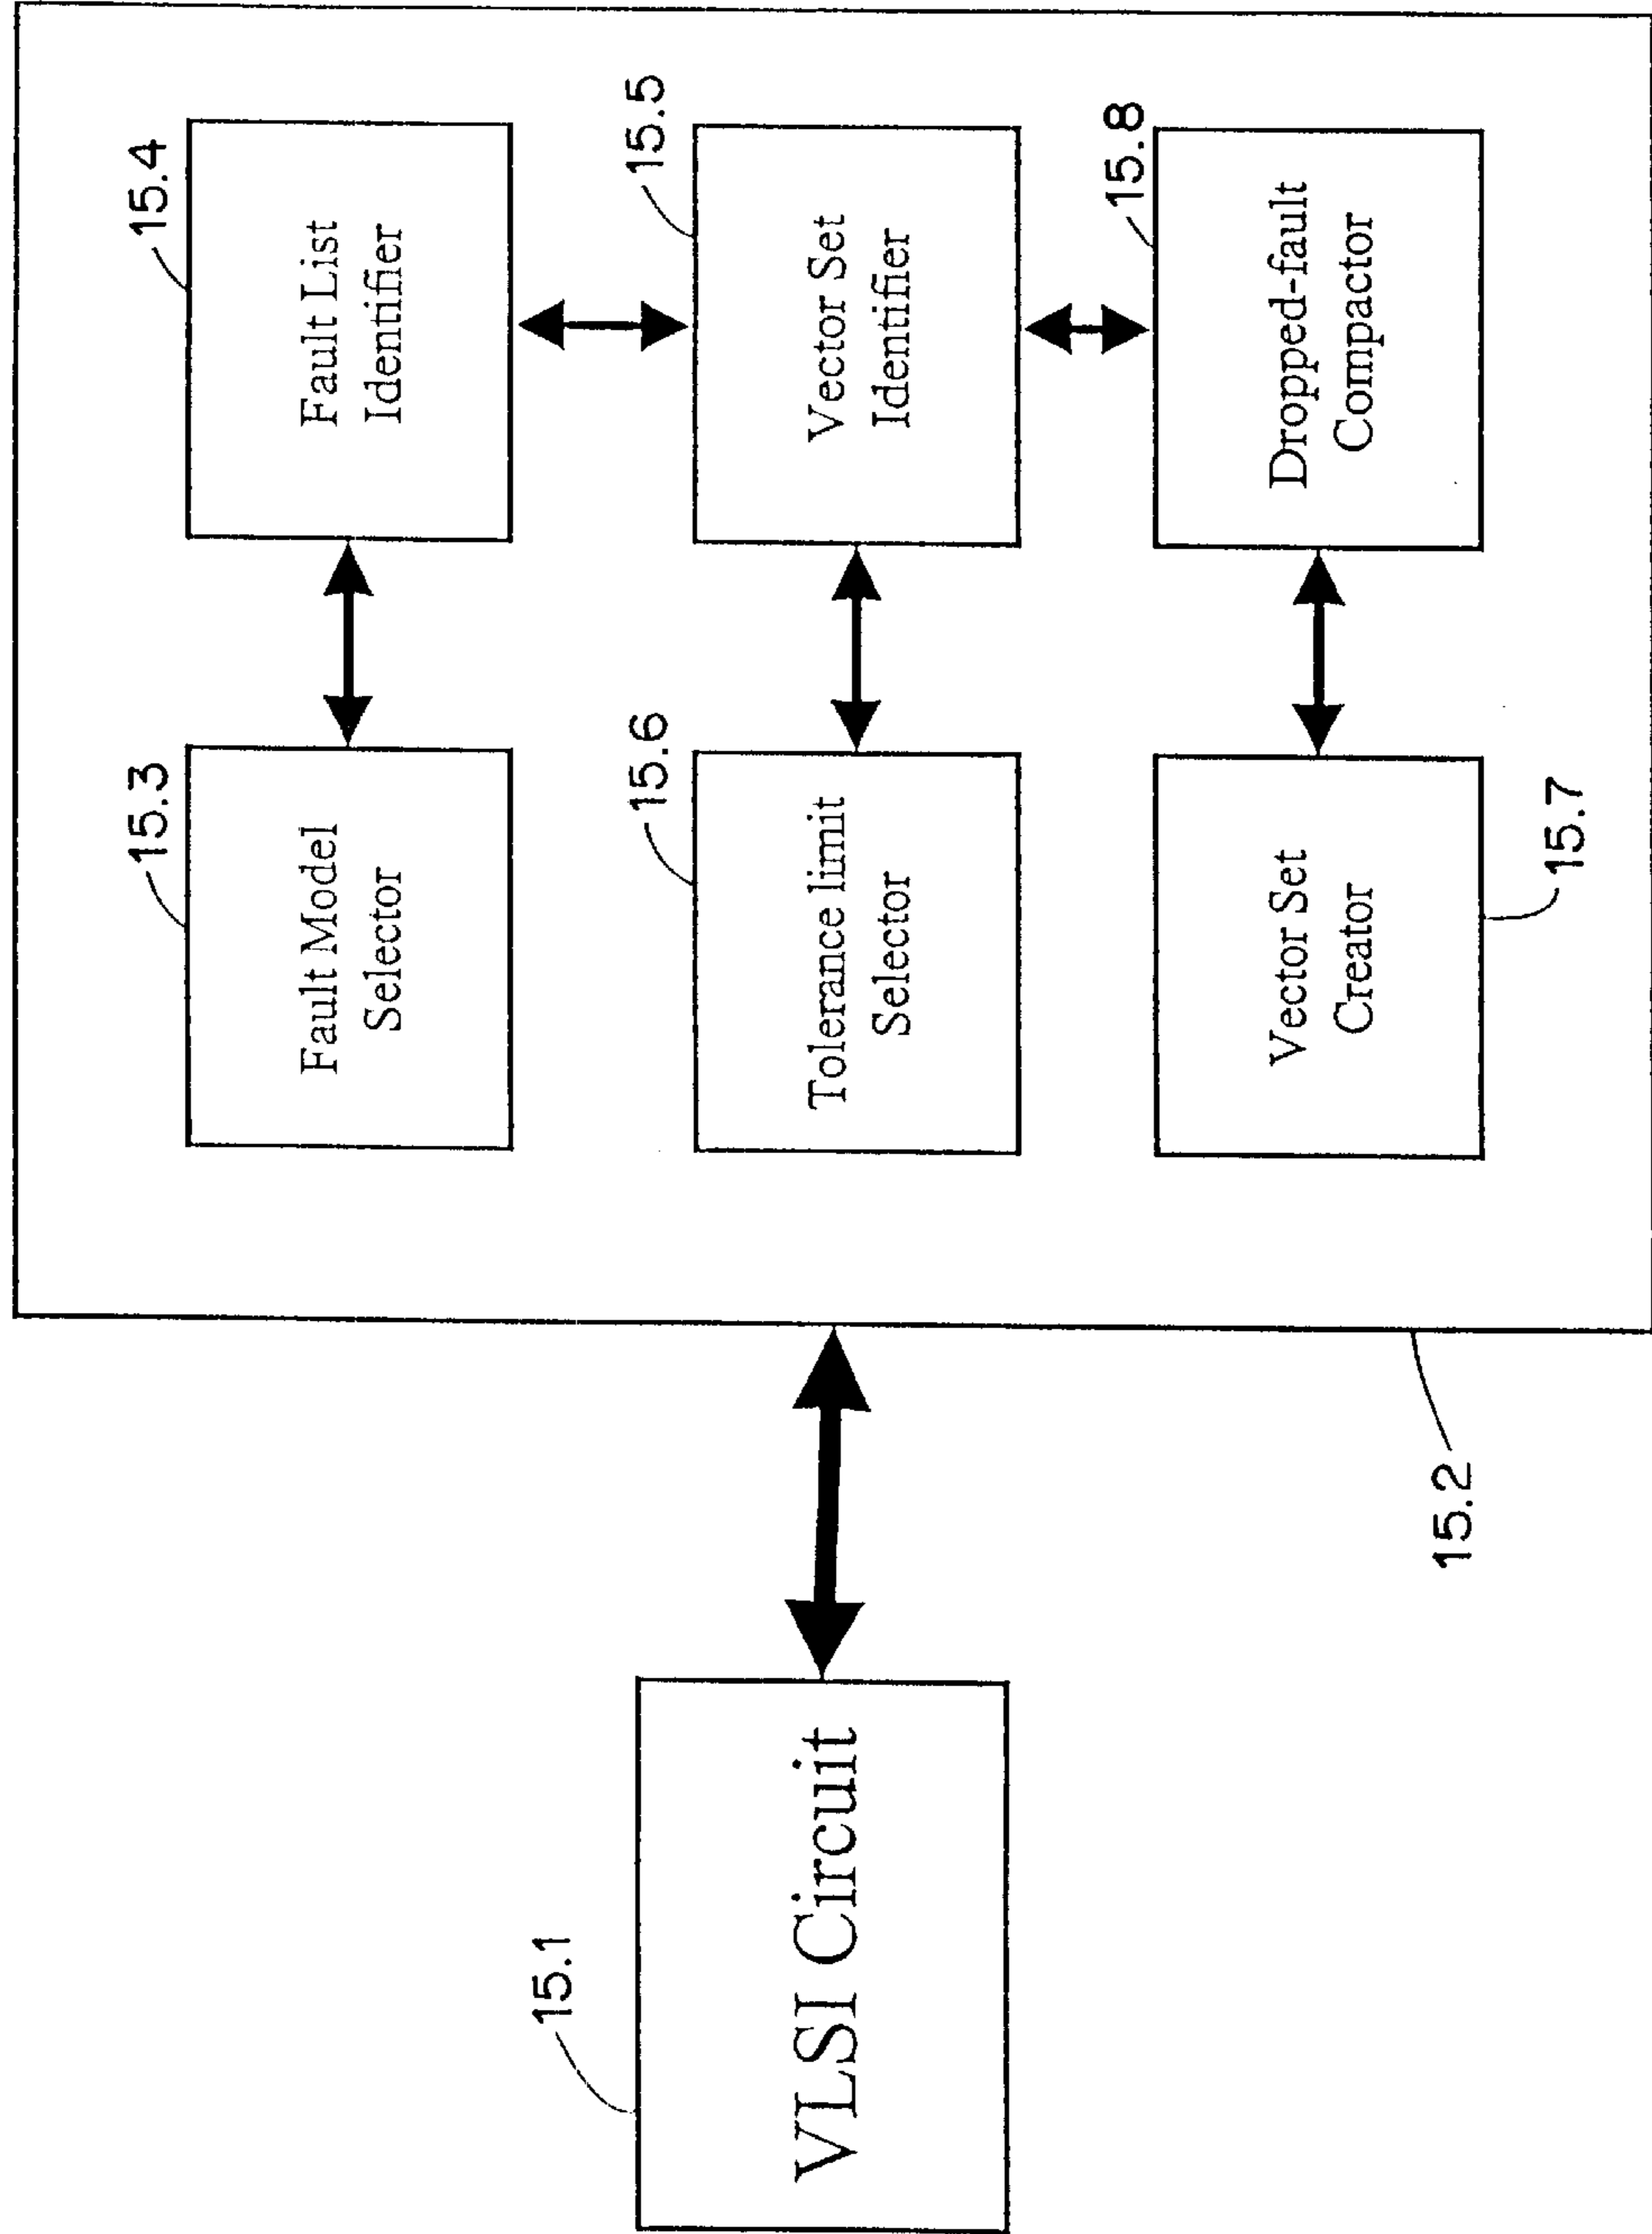 15.1
VLSI Circuit
15.2
15.3
Fault Model
Selector
15.4
Fault List
Identifier
15.6
Tolerance limit
Selector
15.5
Vector Set
Identifier
Vector Set
Creator
15.7
15.8
Dropped-fault
Compactor